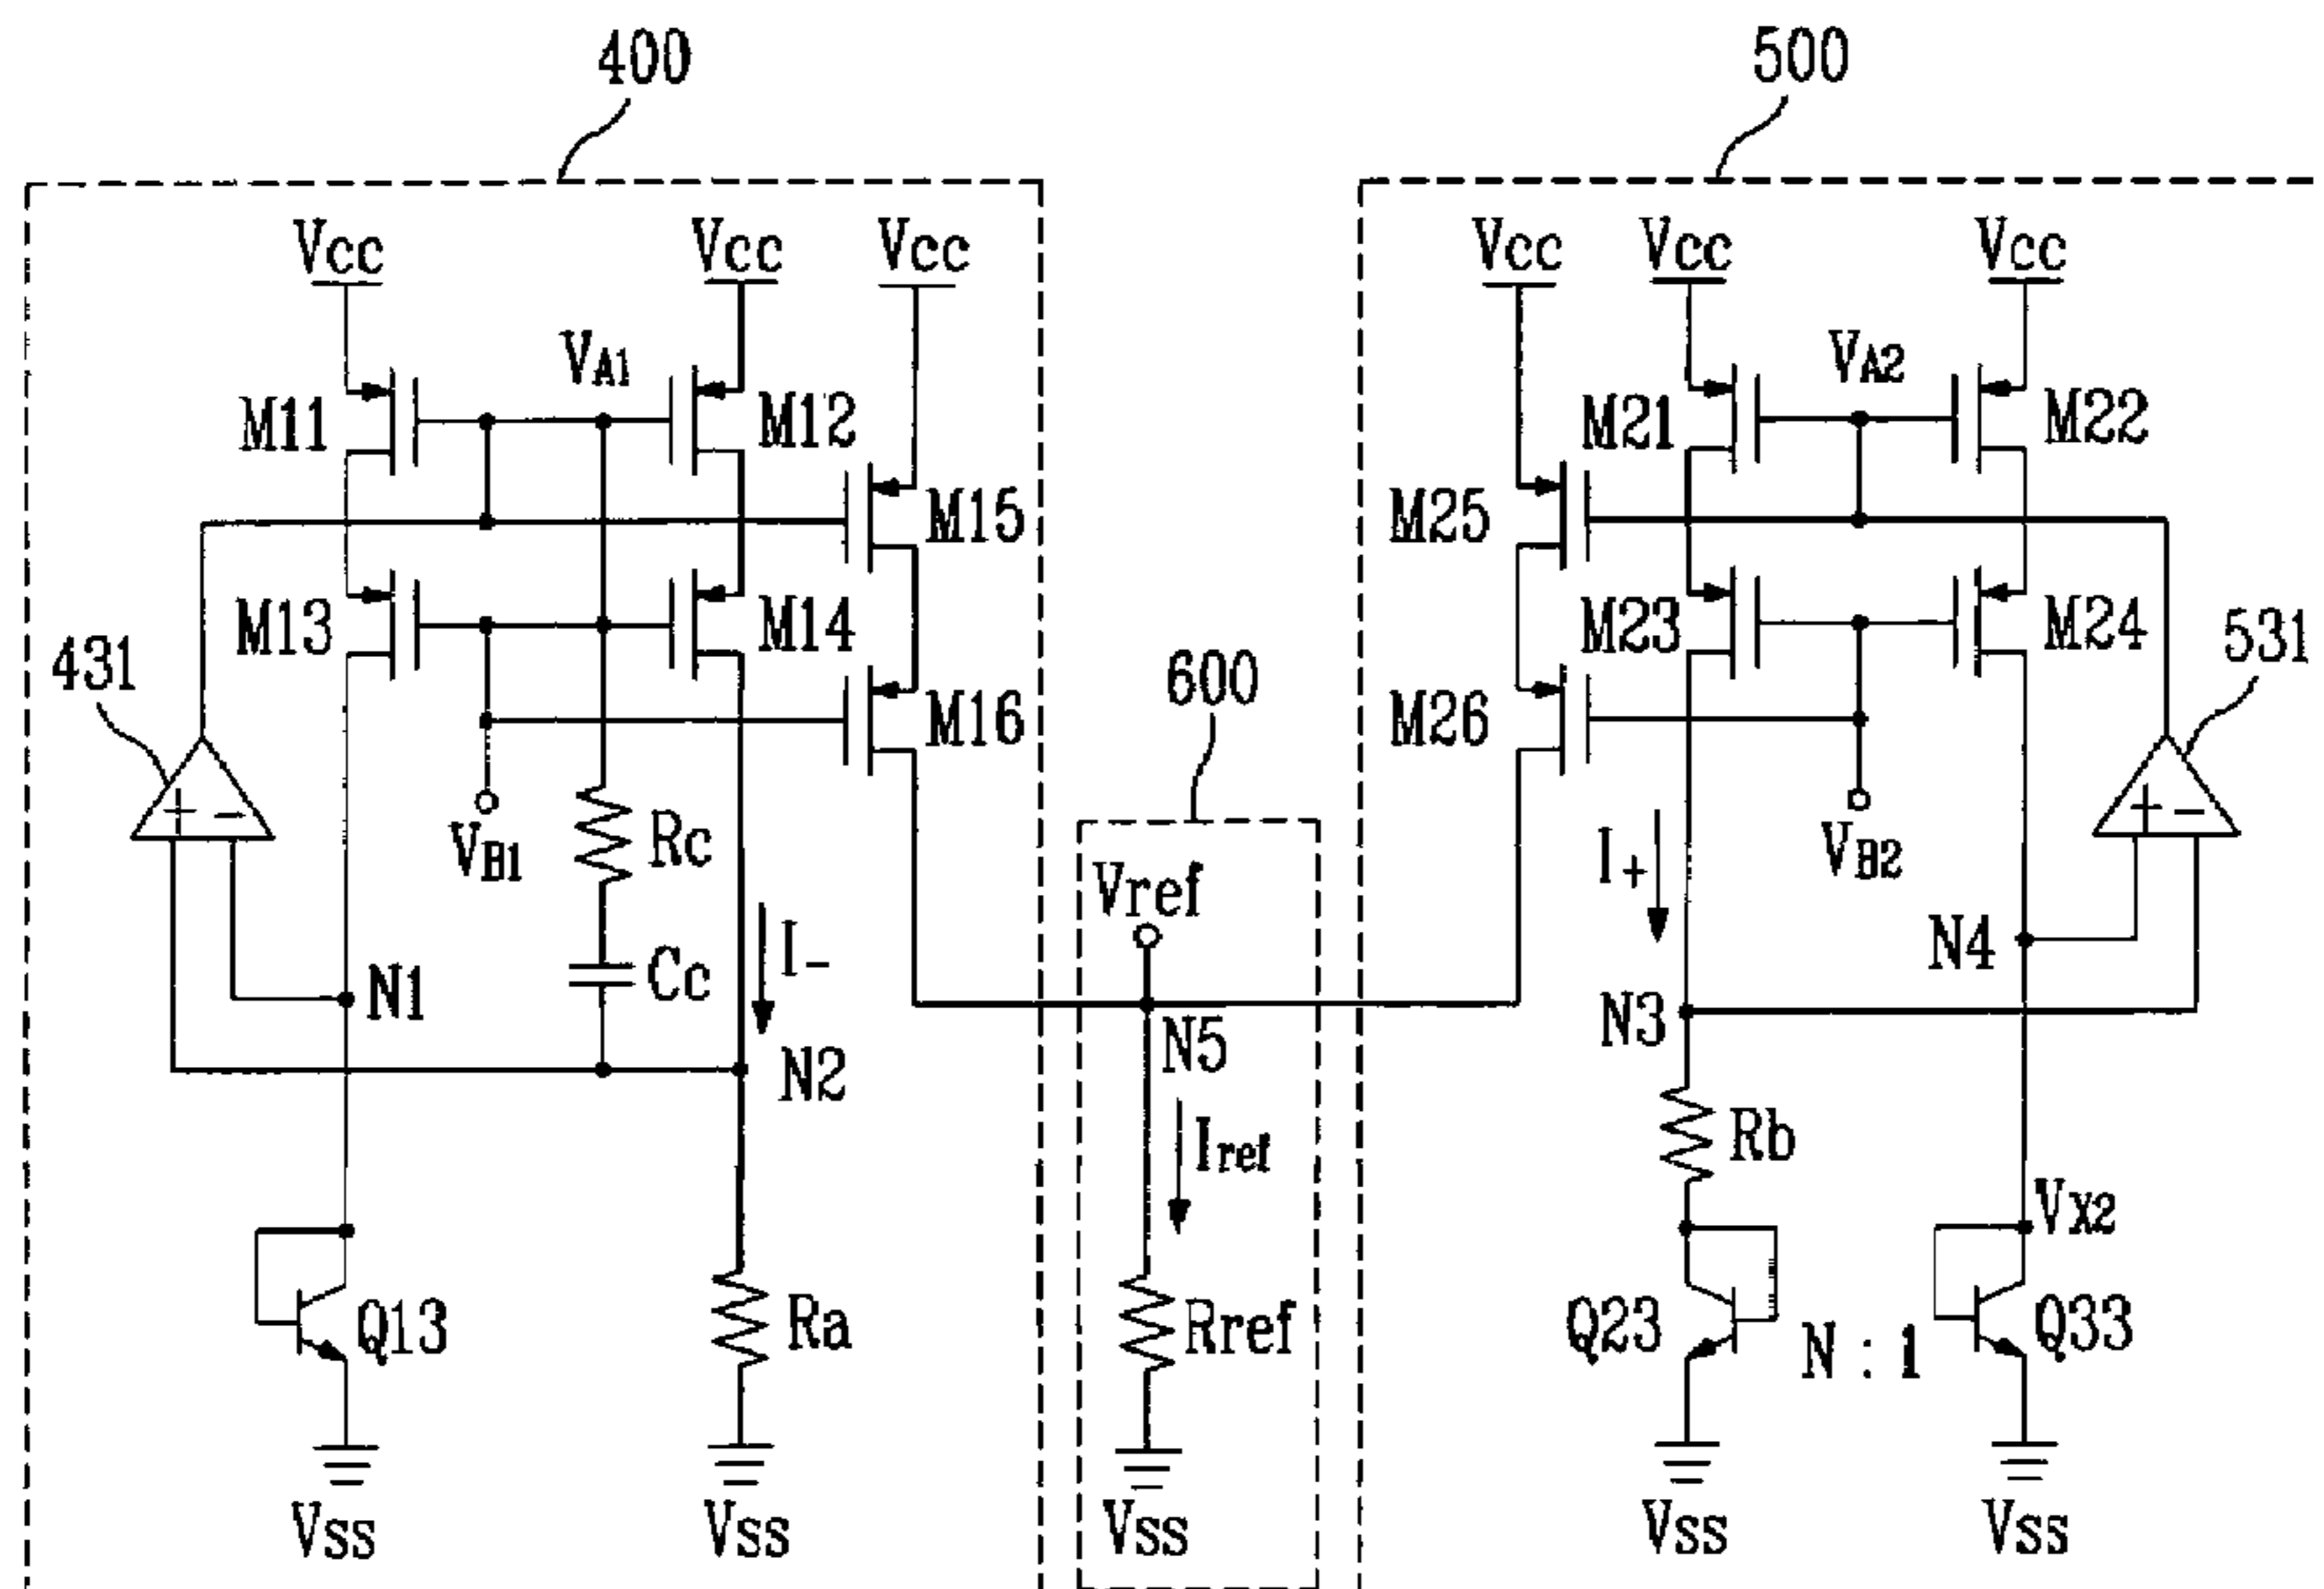 400
500
Vcc Vcc Vcc Vcc Vcc Vcc
VA1 VA2
M11 M12 M21 M22
M15 M25
M13 M14 M23 M24
431 531
M16 600 M26
VB1 Rc Vref I+ VB2
I- N4
N1 Cc N3
N2 N5
Iref Rb
VX2
Q13 Ra Rref Q23 N : 1 Q33
Vss Vss Vss Vss Vss
+ - + -